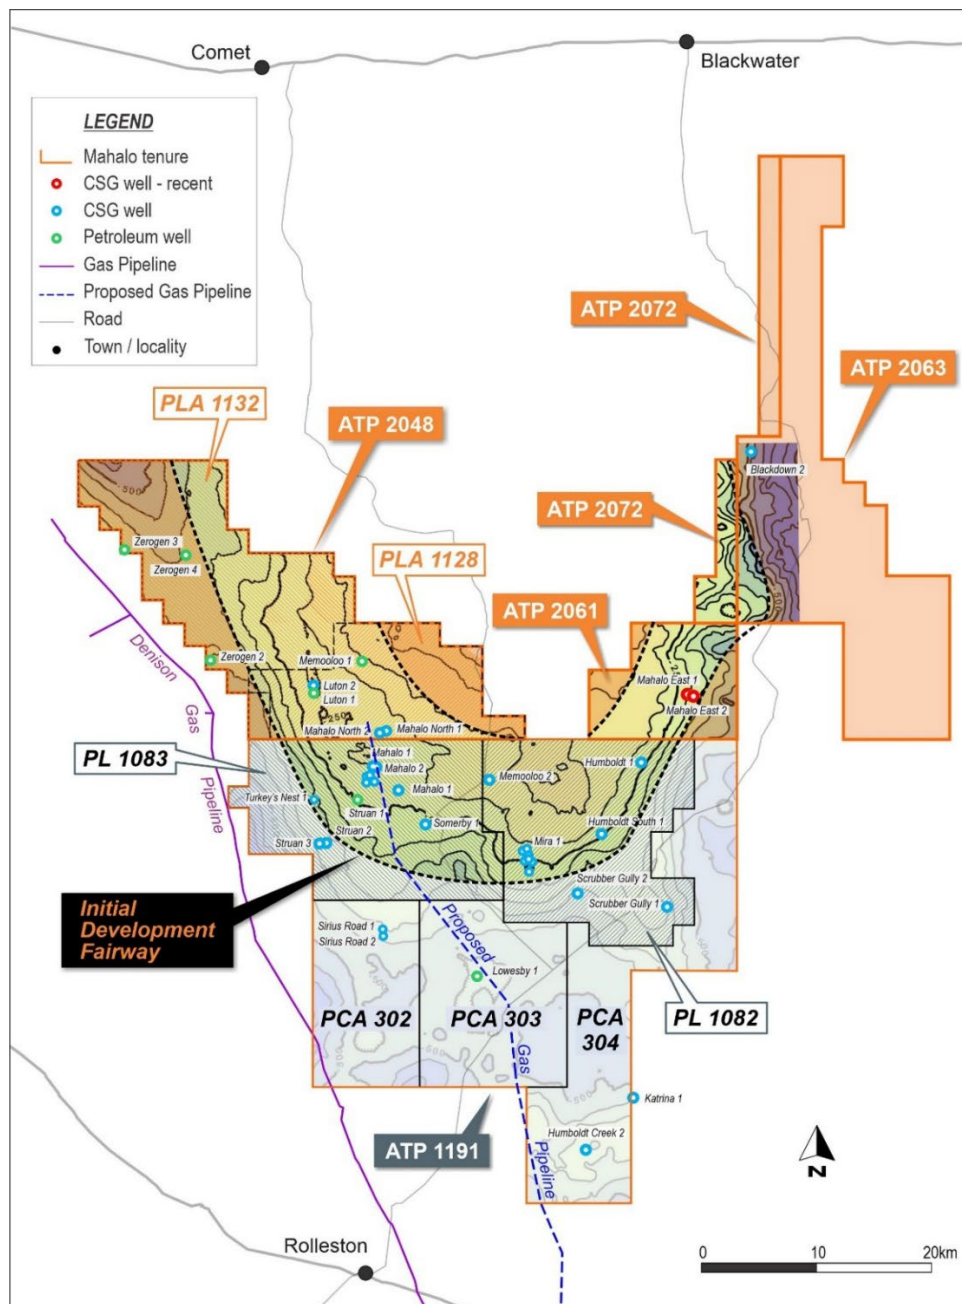 Comet
Blackwater
LEGEND
Mahalo tenure
CSG well - recent
CSG well
Petroleum well
Gas Pipeline
Proposed Gas Pipeline
Road
Town / locality
ATP 2072
ATP 2063
PLA 1132
ATP 2048
Blackdown 2
500
500
ATP 2072
Zerogen 3
Zerogen 4
PLA 1128
ATP 2061
Denison
Gas
Pipeline
Zerogen 2
Memooloo 1
Luton 2
Luton 1
Mahalo East 1
Mahalo East 2
250
Mahalo North 2
Mahalo North 1
PL 1083
Mahalo 1
Mahalo 2
Mahalo 1
Memooloo 2
Humboldt 1
Turkey's Nest 1
Struan 1
Somerby 1
Humboldt South 1
Struan 2
Struan 3
Mira 1
Scrubber Gully 2
Scrubber Gully 1
Initial
Development
Fairway
Sirius Road 1
Sirius Road 2
Proposed
Lowesby 1
PCA 302
PCA 303
PCA
304
PL 1082
500
Gas
500
Katrina 1
ATP 1191
Humboldt Creek 2
Pipeline
N
Rolleston
0
10
20km